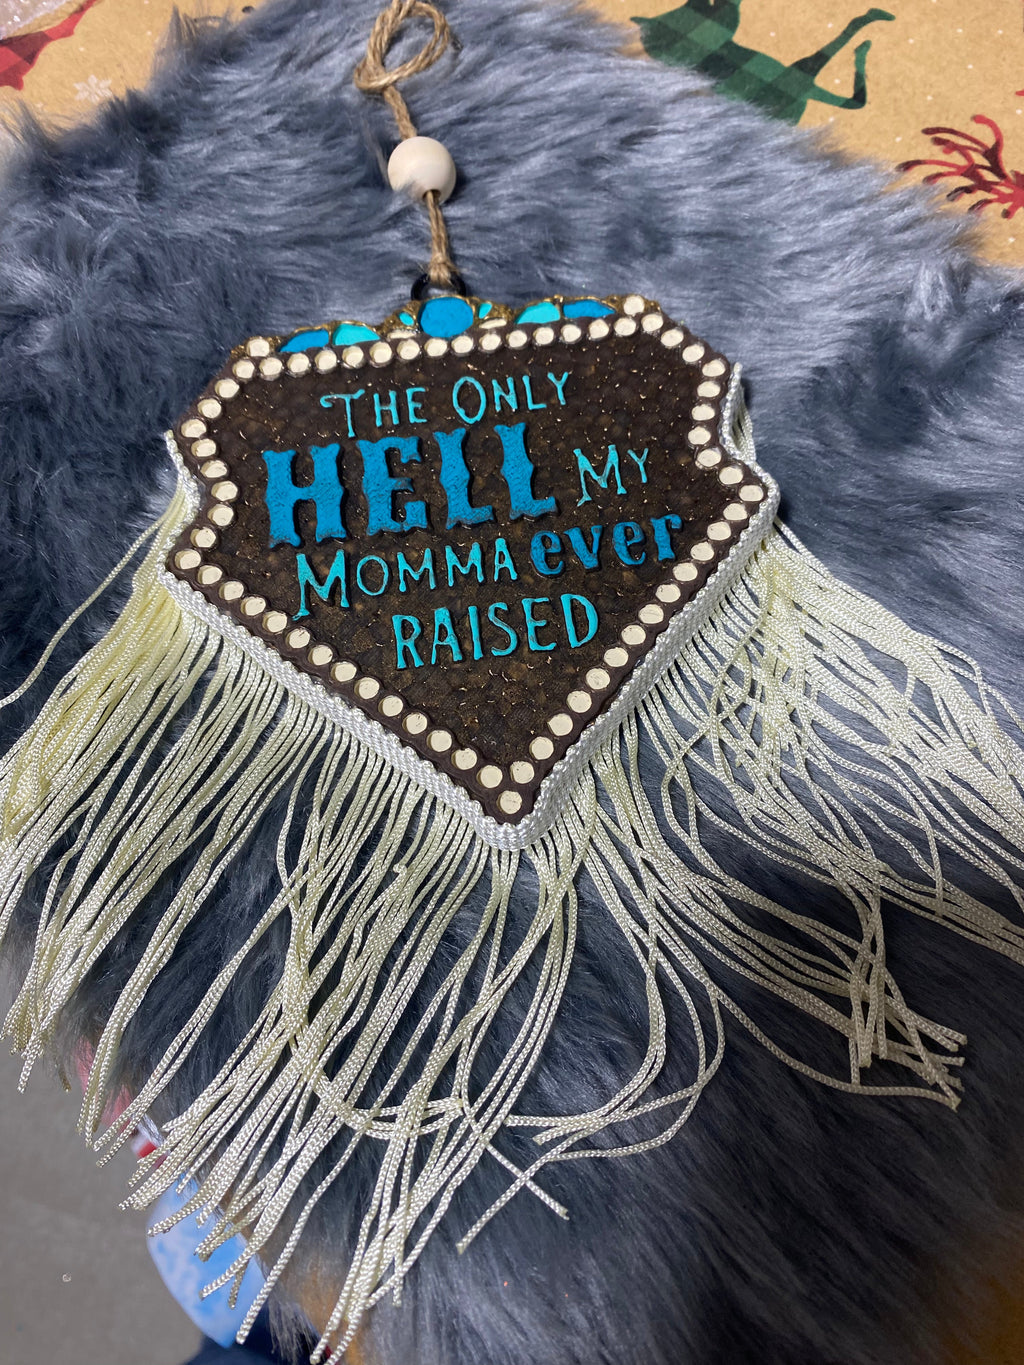 THE ONLY
HELL MY
MOMMA ever
RAISED